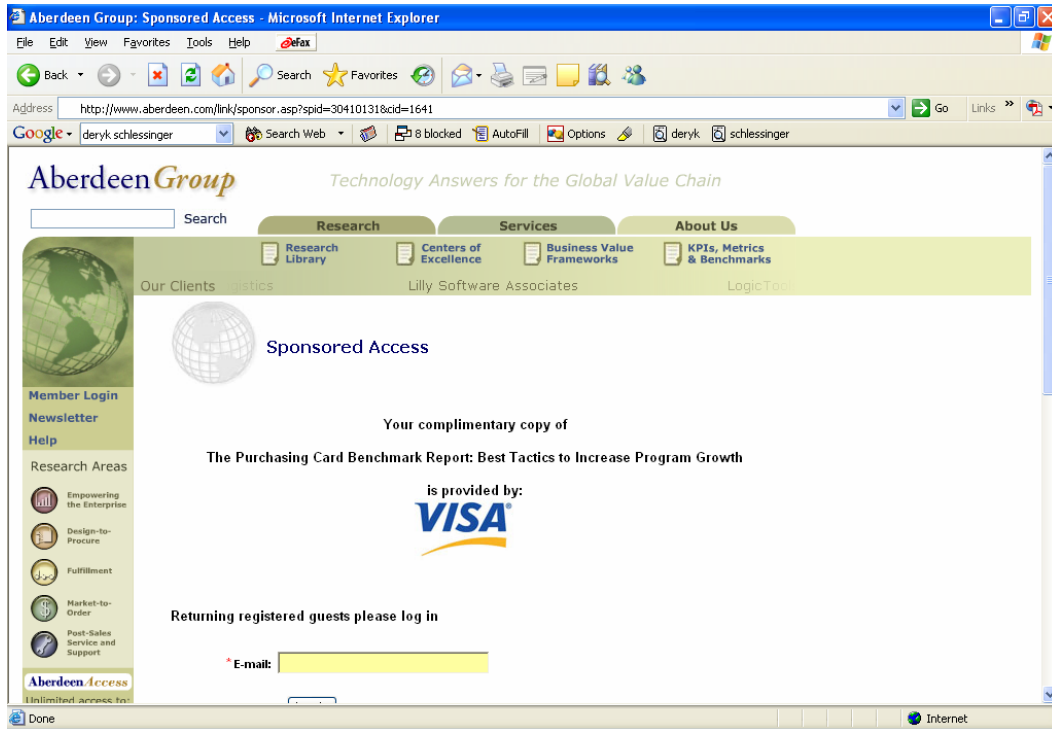 Aberdeen Group: Sponsored Access - Microsoft Internet Explorer
File Edit View Favorites Tools Help eFax
Back Search Favorites
Address http://www.aberdeen.com/link/sponsor.asp?spid=30410131&cid=1641 Go Links »
Google deryk schlessinger Search Web 8 blocked AutoFill Options deryk schlessinger
Aberdeen Group Technology Answers for the Global Value Chain
Search
Research Services About Us
Research Library
Centers of Excellence
Business Value Frameworks
KPIs, Metrics & Benchmarks
Our Clients Lilly Software Associates
Sponsored Access
Member Login
Newsletter
Help
Research Areas
Empowering
the Enterprise
Design-to-
Procure
Fulfillment
Market-to-
Order
Post-Sales
Service and
Support
AberdeenAccess
Unlimited access to:
Your complimentary copy of
The Purchasing Card Benchmark Report: Best Tactics to Increase Program Growth
is provided by:
VISA
Returning registered guests please log in
* E-mail:
Done Internet